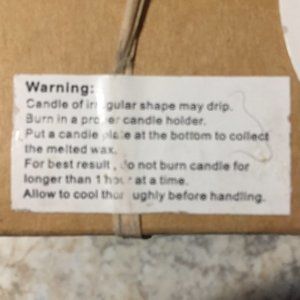 Warning:
Candle of irregular shape may drip.
Burn in a proper candle holder.
Put a candle plate at the bottom to collect
the melted wax.
For best result , do not burn candle for
longer than 1 hour at a time.
Allow to cool thoroughly before handling.